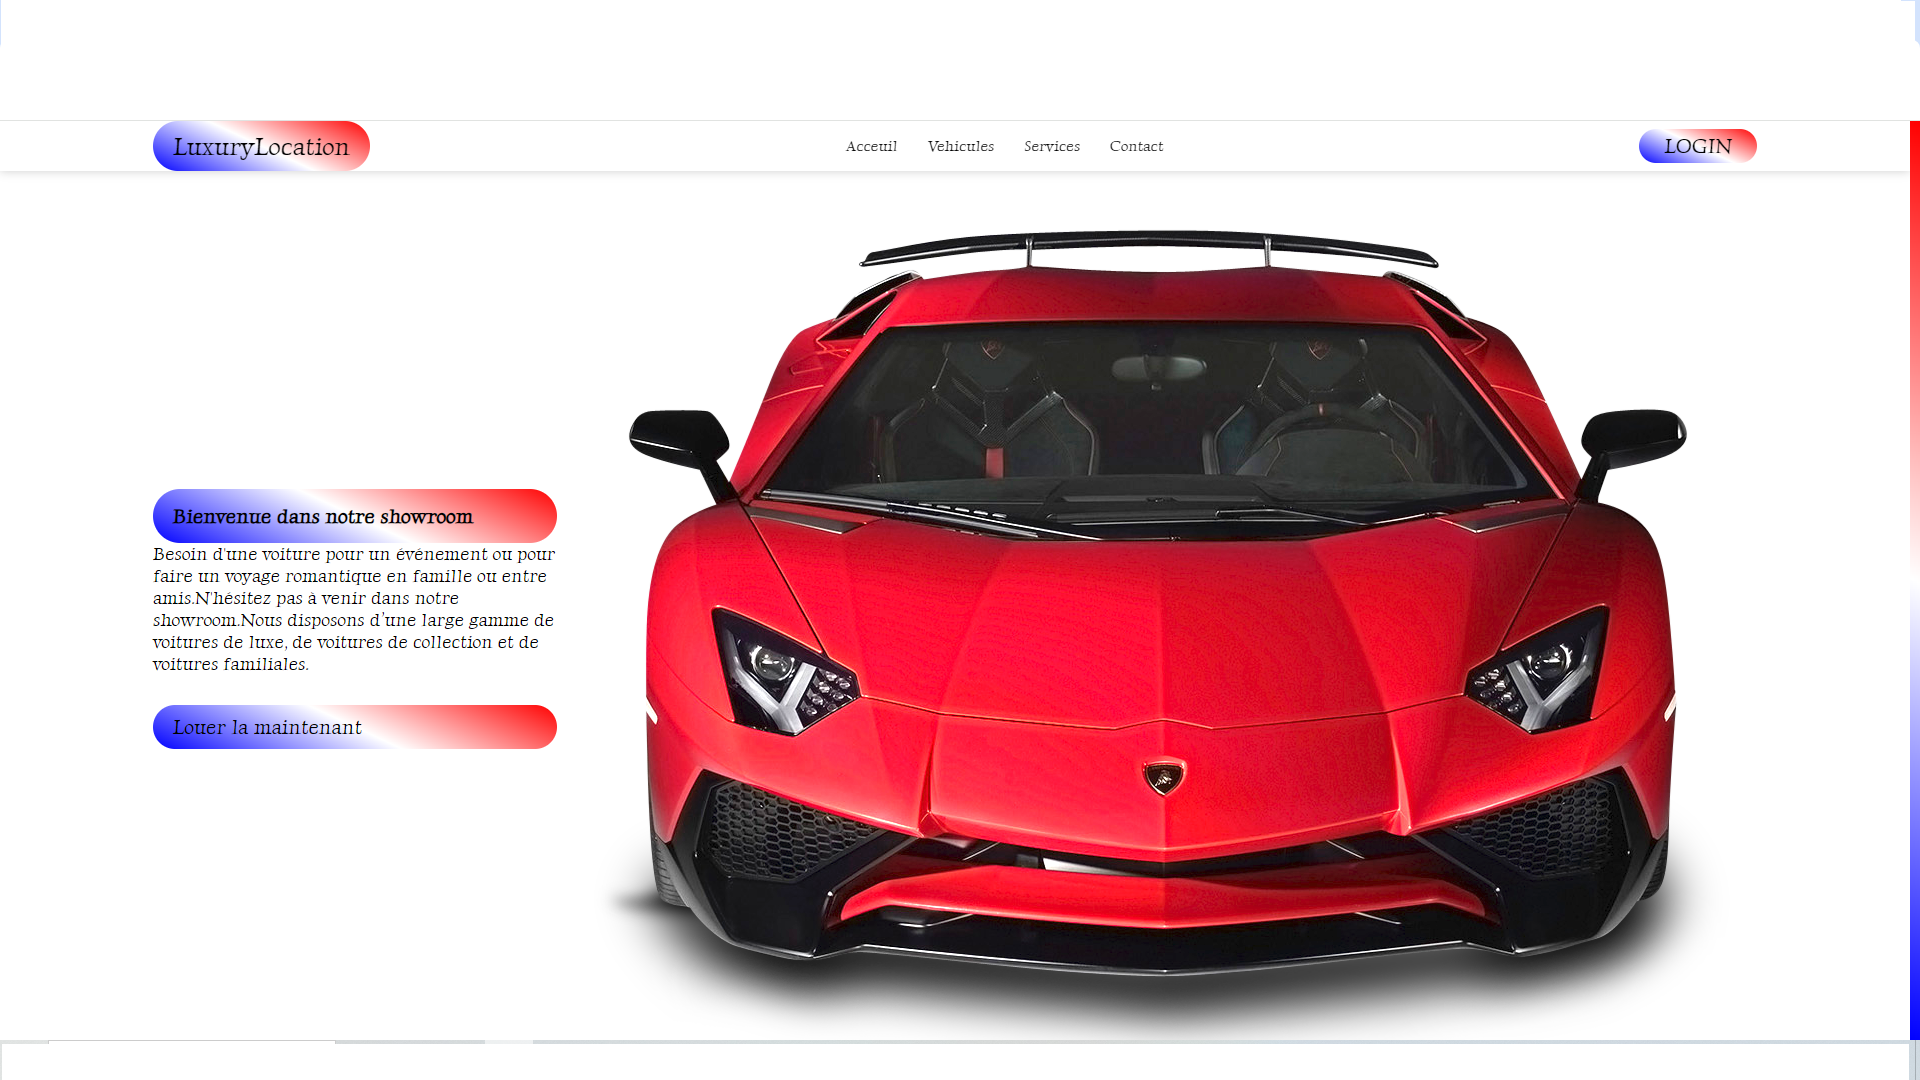 LuxuryLocation
Acceuil
Vehicules
Services
Contact
LOGIN
Bienvenue dans notre showroom
Besoin d'une voiture pour un événement ou pour
faire un voyage romantique en famille ou entre
amis.N'hésitez pas à venir dans notre
showroom.Nous disposons d'une large gamme de
voitures de luxe, de voitures de collection et de
voitures familiales.
Louer la maintenant